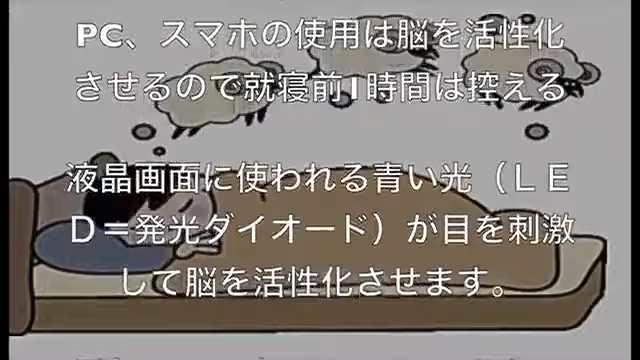 PC、スマホの使用は脳を活性化
させるので就寝前1時間は控える
液晶画面に使われる青い光（ＬＥ
Ｄ＝発光ダイオード）が目を刺激
して脳を活性化させます。